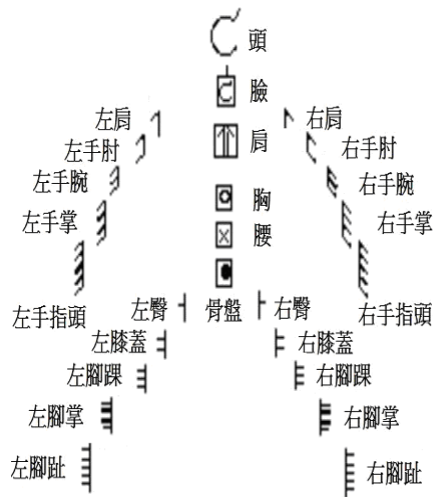 頭
臉
左肩 右肩
左手肘 肩 右手肘
左手腕 右手腕
胸
左手掌 右手掌
腰
左臀 骨盤 右臀
左手指頭 右手指頭
左膝蓋 右膝蓋
左腳踝 右腳踝
左腳掌 右腳掌
左腳趾 右腳趾